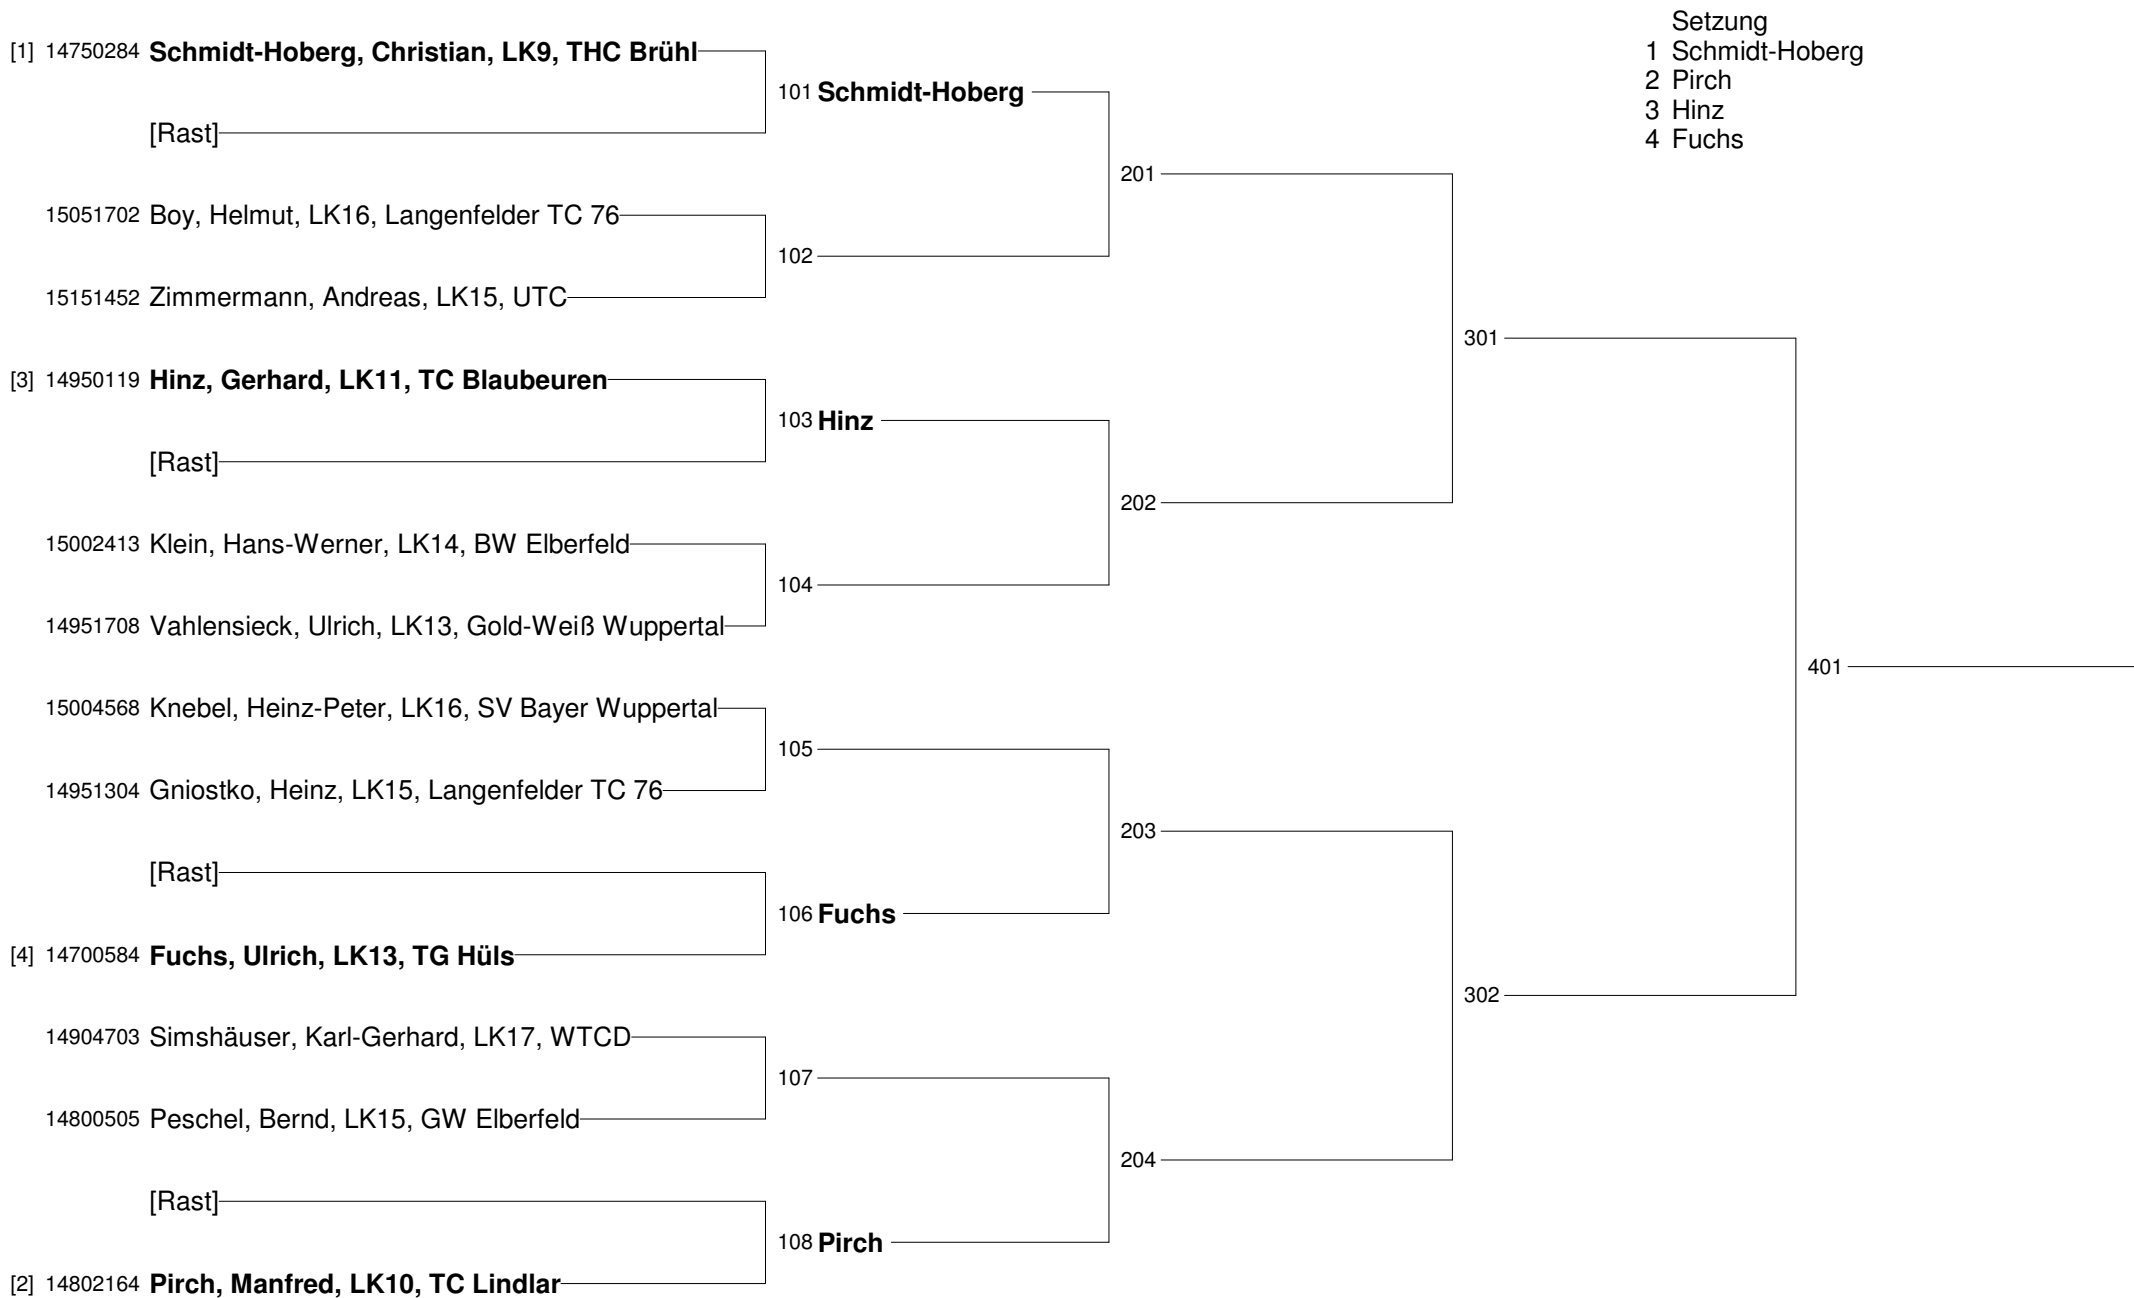 Setzung
1 Schmidt-Hoberg
2 Pirch
3 Hinz
4 Fuchs
[1] 14750284 Schmidt-Hoberg, Christian, LK9, THC Brühl
101 Schmidt-Hoberg
[Rast]
201
15051702 Boy, Helmut, LK16, Langenfelder TC 76
102
15151452 Zimmermann, Andreas, LK15, UTC
301
[3] 14950119 Hinz, Gerhard, LK11, TC Blaubeuren
103 Hinz
[Rast]
202
15002413 Klein, Hans-Werner, LK14, BW Elberfeld
104
14951708 Vahlensieck, Ulrich, LK13, Gold-Weiß Wuppertal
401
15004568 Knebel, Heinz-Peter, LK16, SV Bayer Wuppertal
105
14951304 Gniostko, Heinz, LK15, Langenfelder TC 76
203
[Rast]
106 Fuchs
[4] 14700584 Fuchs, Ulrich, LK13, TG Hüls
302
14904703 Simshäuser, Karl-Gerhard, LK17, WTCD
107
14800505 Peschel, Bernd, LK15, GW Elberfeld
204
[Rast]
108 Pirch
[2] 14802164 Pirch, Manfred, LK10, TC Lindlar